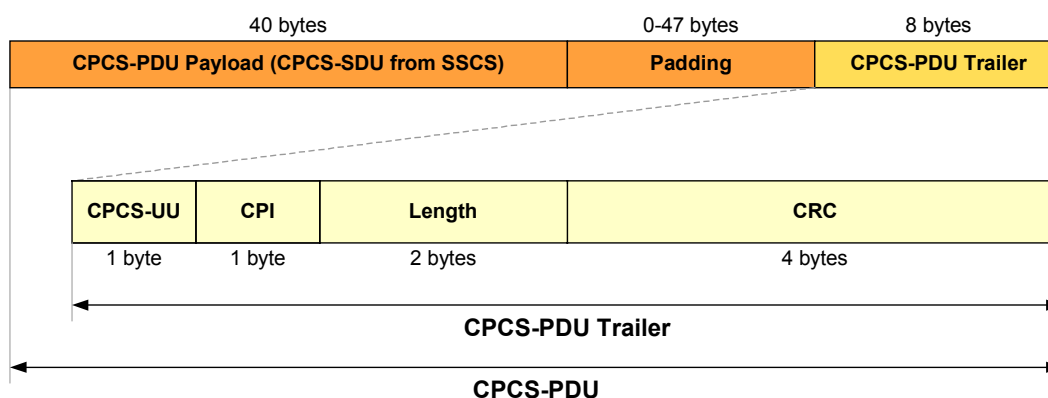 40 bytes 0-47 bytes 8 bytes
CPCS-PDU Payload (CPCS-SDU from SSCS) Padding CPCS-PDU Trailer
CPCS-UU CPI Length CRC
1 byte 1 byte 2 bytes 4 bytes
CPCS-PDU Trailer
CPCS-PDU